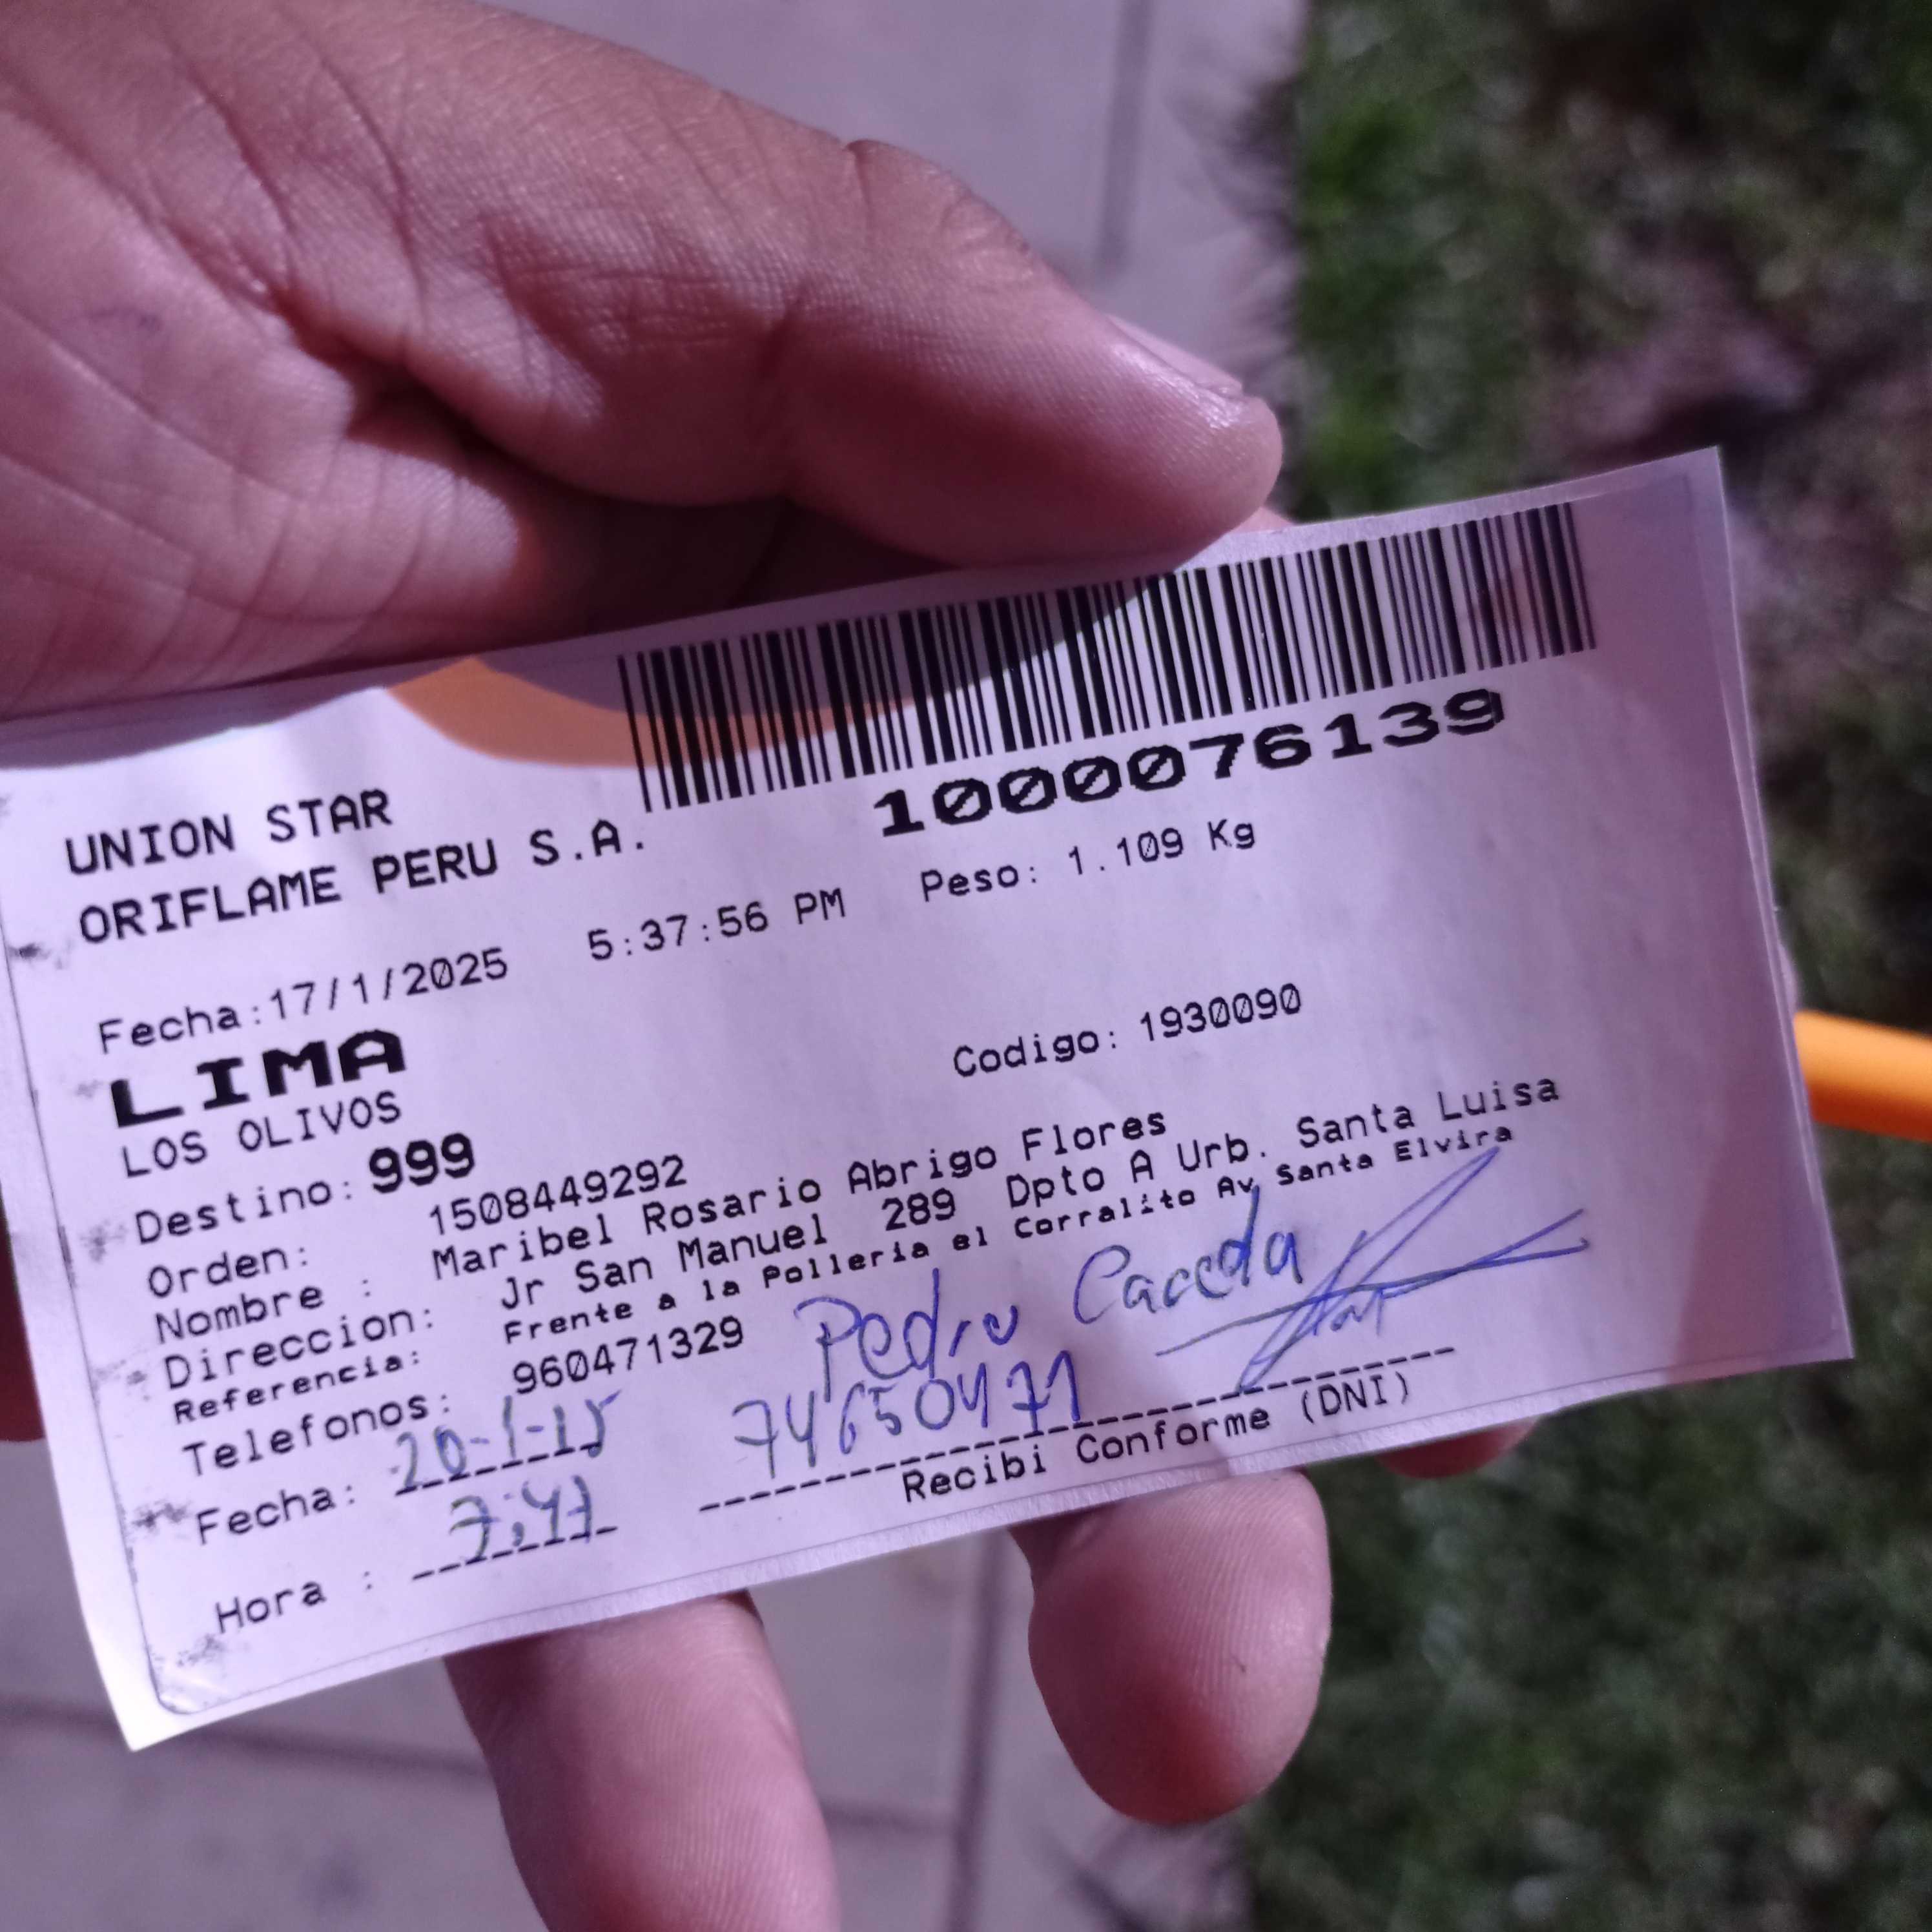 1000076139
UNION STAR
ORIFLAME PERU S.A.
Fecha:17/1/2025 5:37:56 PM Peso: 1.109 Kg
LIMA
LOS OLIVOS Codigo: 1930090
Destino: 999
Orden: 1508449292
Nombre : Maribel Rosario Abrigo Flores
Direccion: Jr San Manuel 289 Dpto A Urb. Santa Luisa
Referencia: Frente a la Polleria el Corralito Av Santa Elvira
Telefonos: 960471329
Pedro Caceda
Fecha: 20-1-25 74650471
Hora : 7:47
Recibi Conforme (DNI)